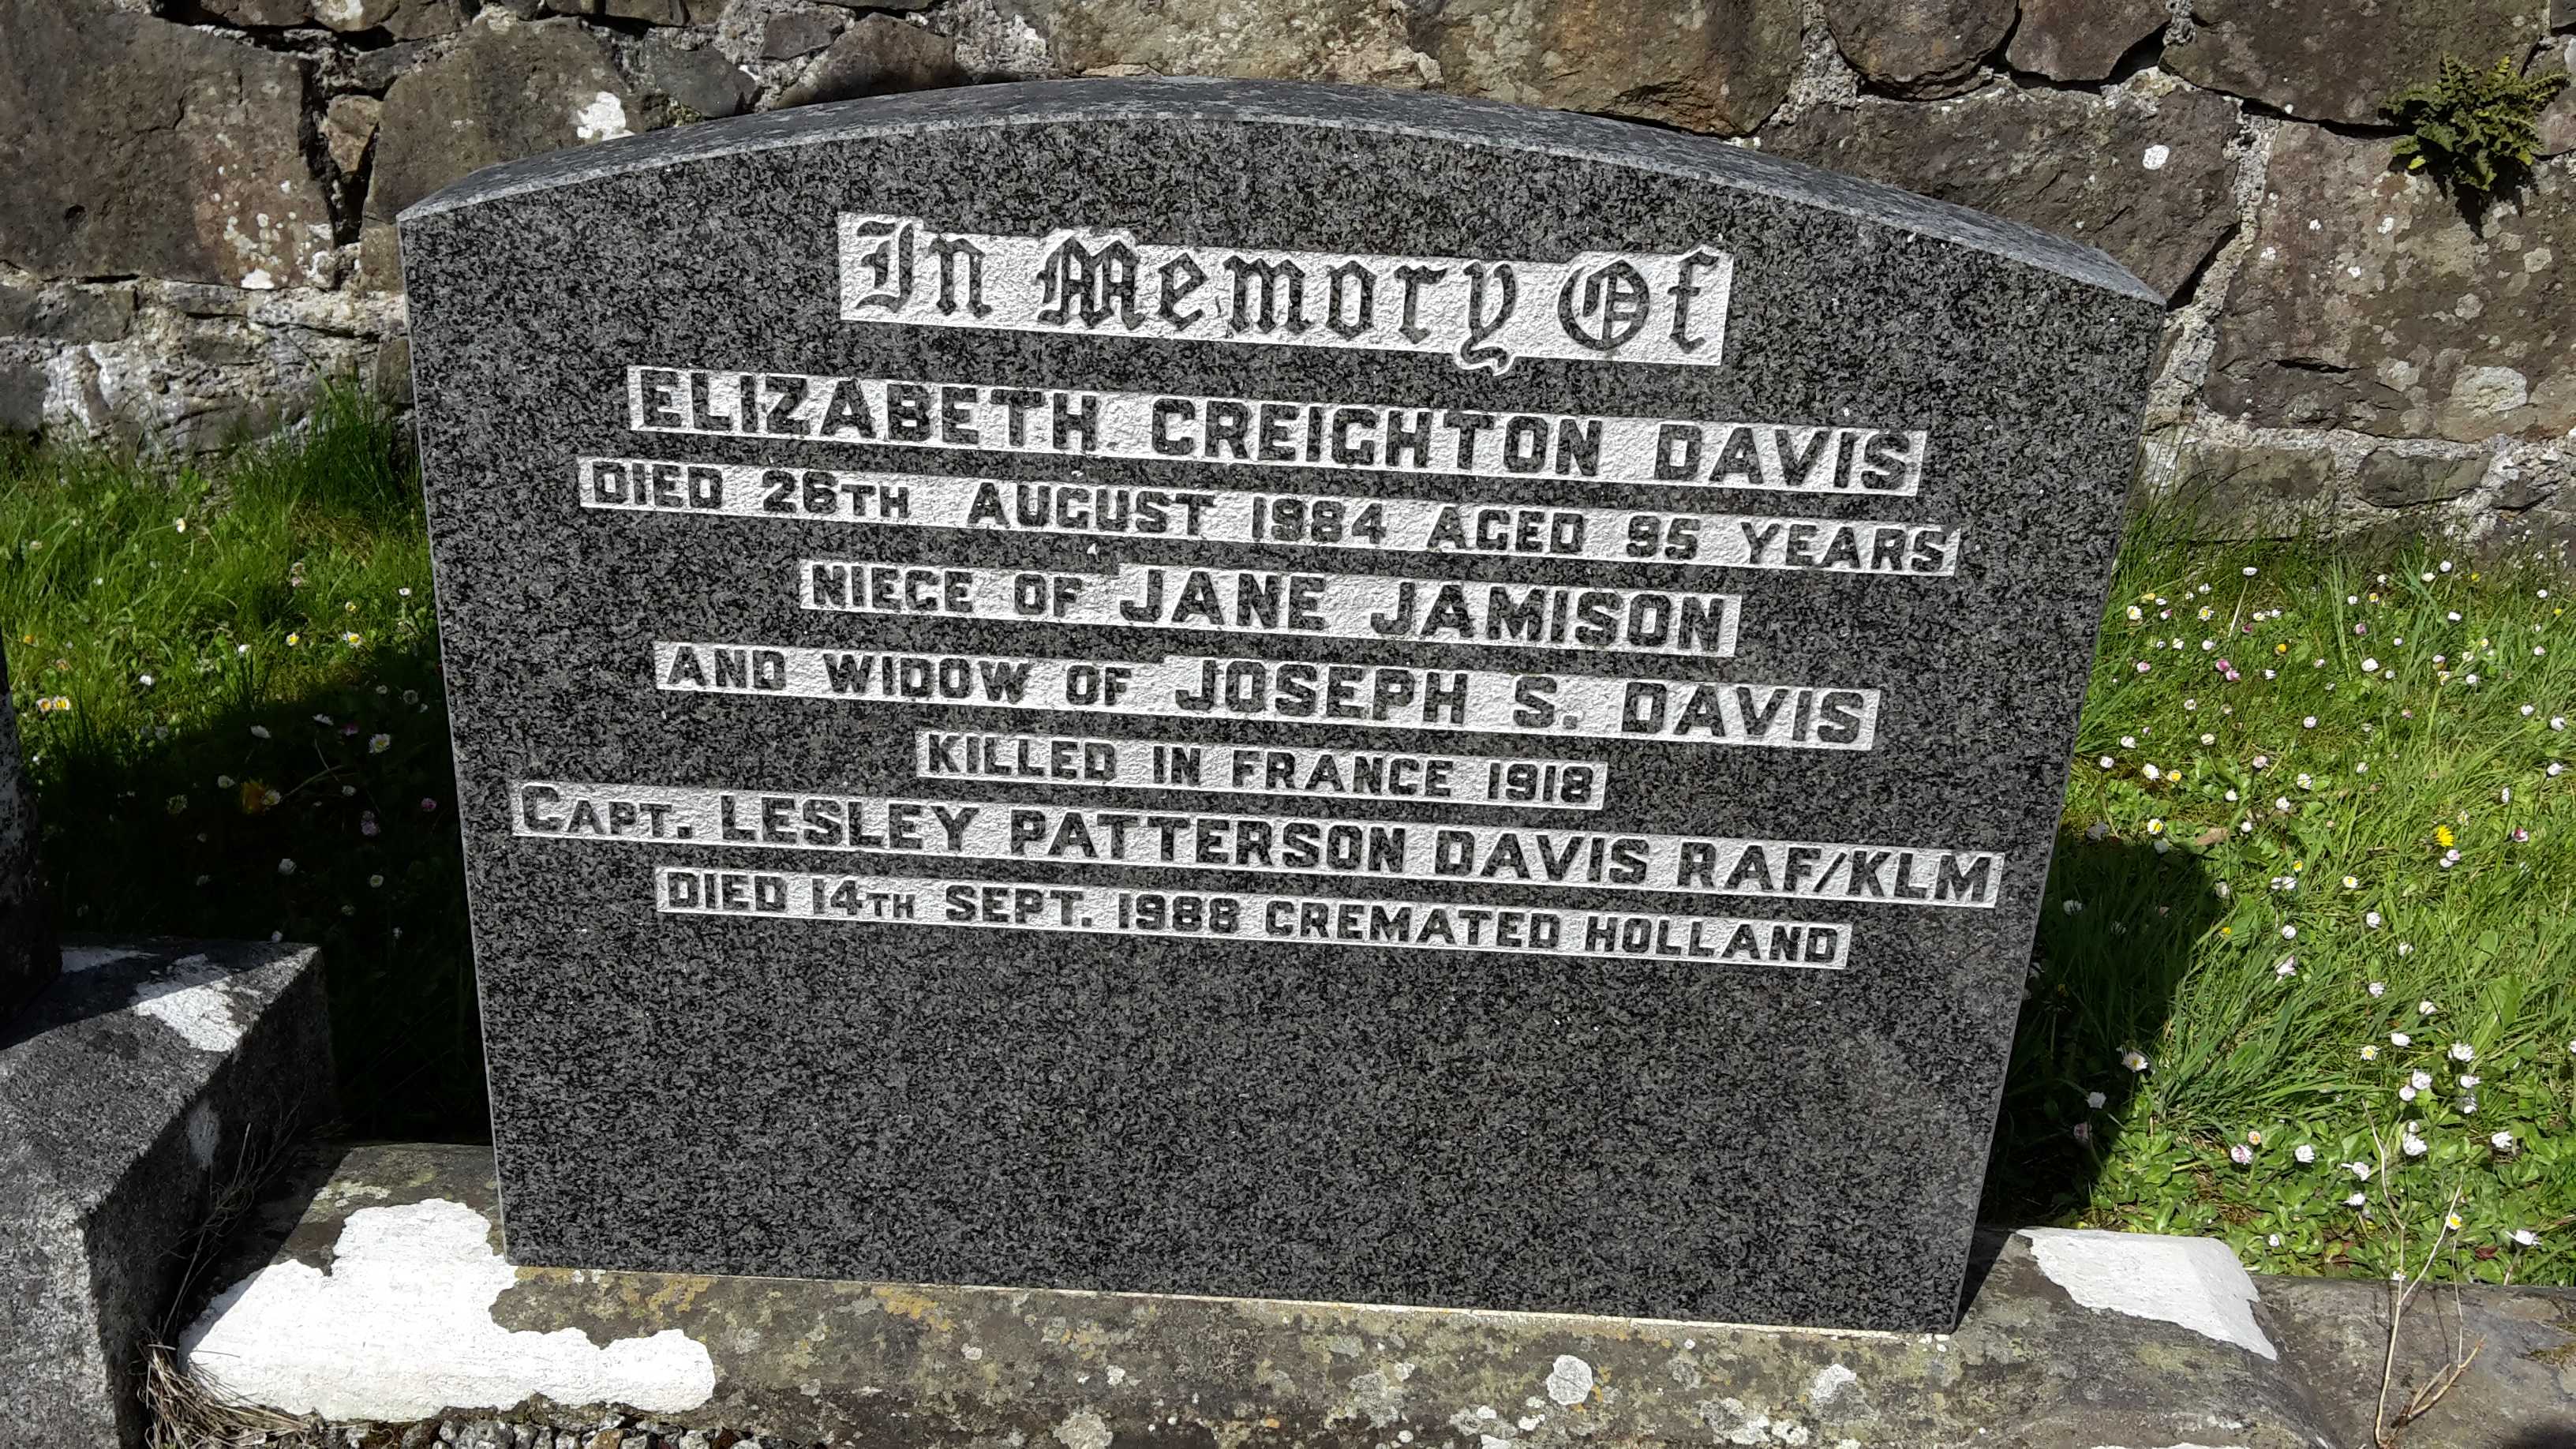 In Memory Of
ELIZABETH CREIGHTON DAVIS
DIED 26TH AUGUST 1984 AGED 95 YEARS
NIECE OF JANE JAMISON
AND WIDOW OF JOSEPH S. DAVIS
KILLED IN FRANCE 1918
CAPT. LESLEY PATTERSON DAVIS RAF/KLM
DIED 14TH SEPT. 1988 CREMATED HOLLAND